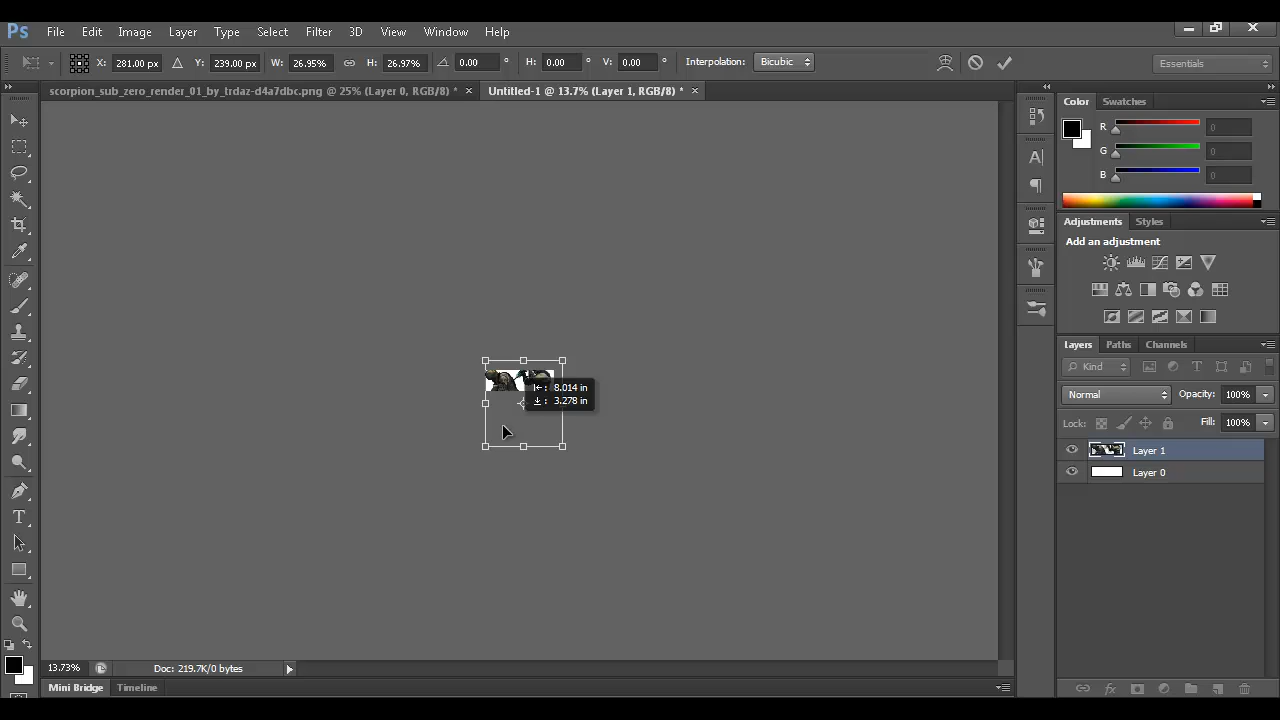 Ps File Edit Image Layer Type Select Filter 3D View Window Help
X: 281.00 px Y: 239.00 px W: 26.95% H: 26.97% 0.00 ° H: 0.00 ° V: 0.00 ° Interpolation: Bicubic Essentials
scorpion_sub_zero_render_01_by_trdaz-d4a7dbc.png @ 25% (Layer 0, RGB/8) * × Untitled-1 @ 13.7% (Layer 1, RGB/8) * ×
Color Swatches
R 0
G 0
B 0
Adjustments Styles
Add an adjustment
Layers Paths Channels
Kind
Normal Opacity: 100%
Lock: Fill: 100%
Layer 1
Layer 0
8.014 in
3.278 in
13.73% Doc: 219.7K/0 bytes
Mini Bridge Timeline